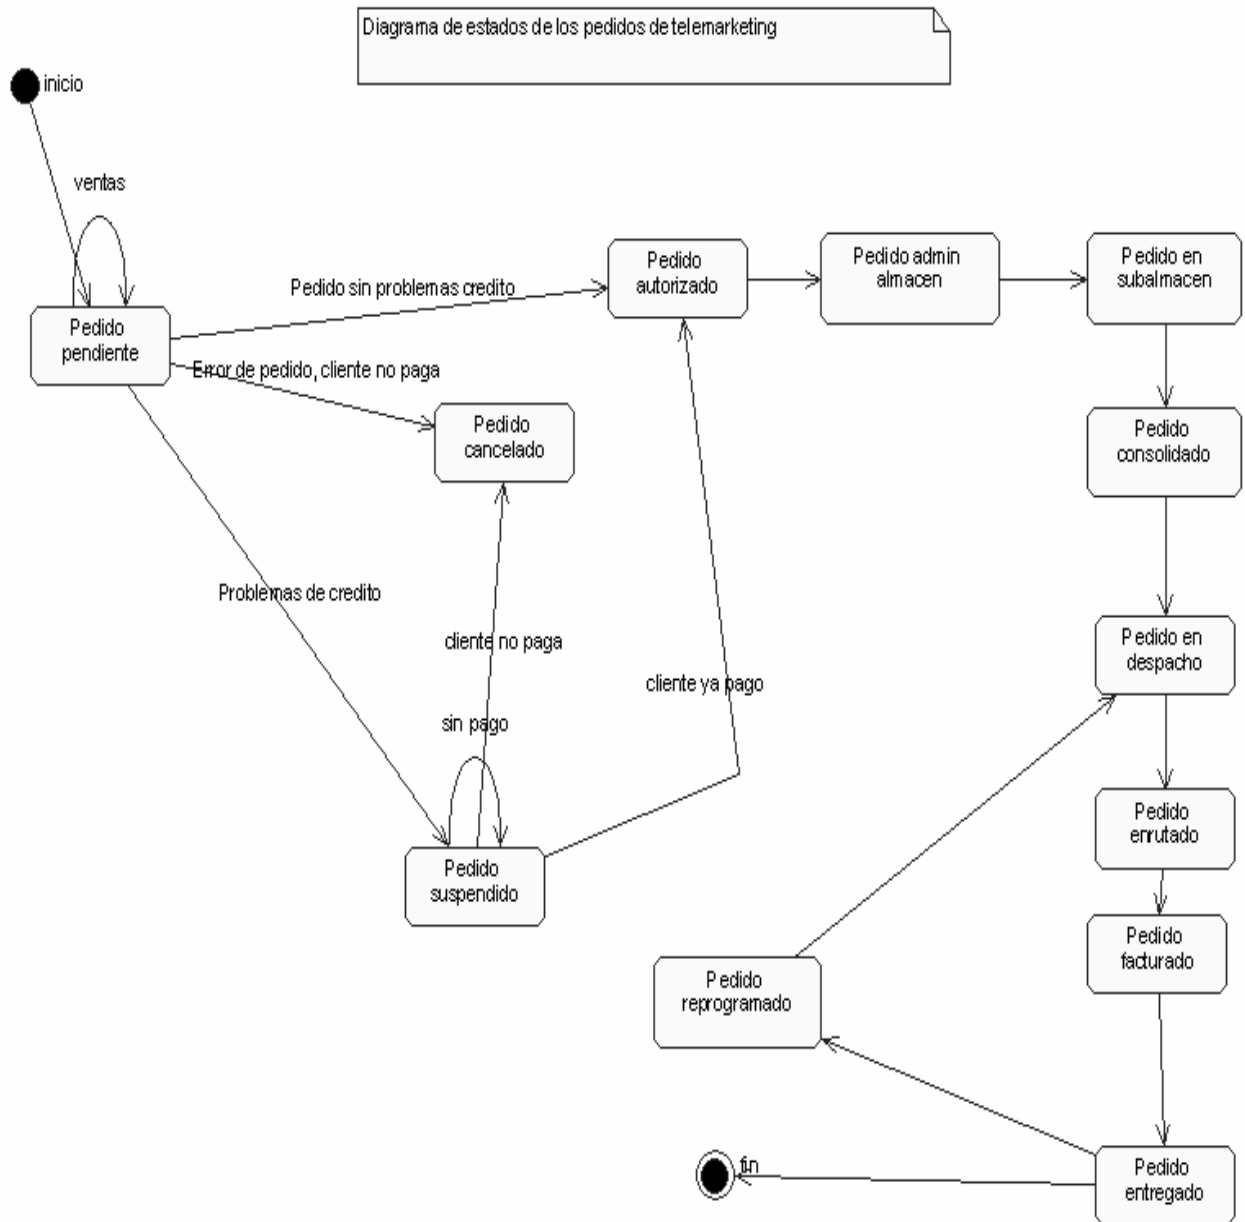 Diagrama de estados de los pedidos de telemarketing
inicio
ventas
Pedido
pendiente
Pedido sin problemas credito
Pedido
autorizado
Pedido admin
almacen
Pedido en
subalmacen
Error de pedido, cliente no paga
Pedido
cancelado
Pedido
consolidado
Problemas de credito
cliente no paga
cliente ya pago
sin pago
Pedido en
despacho
Pedido
enrutado
Pedido
suspendido
Pedido
facturado
Pedido
reprogramado
fin
Pedido
entregado